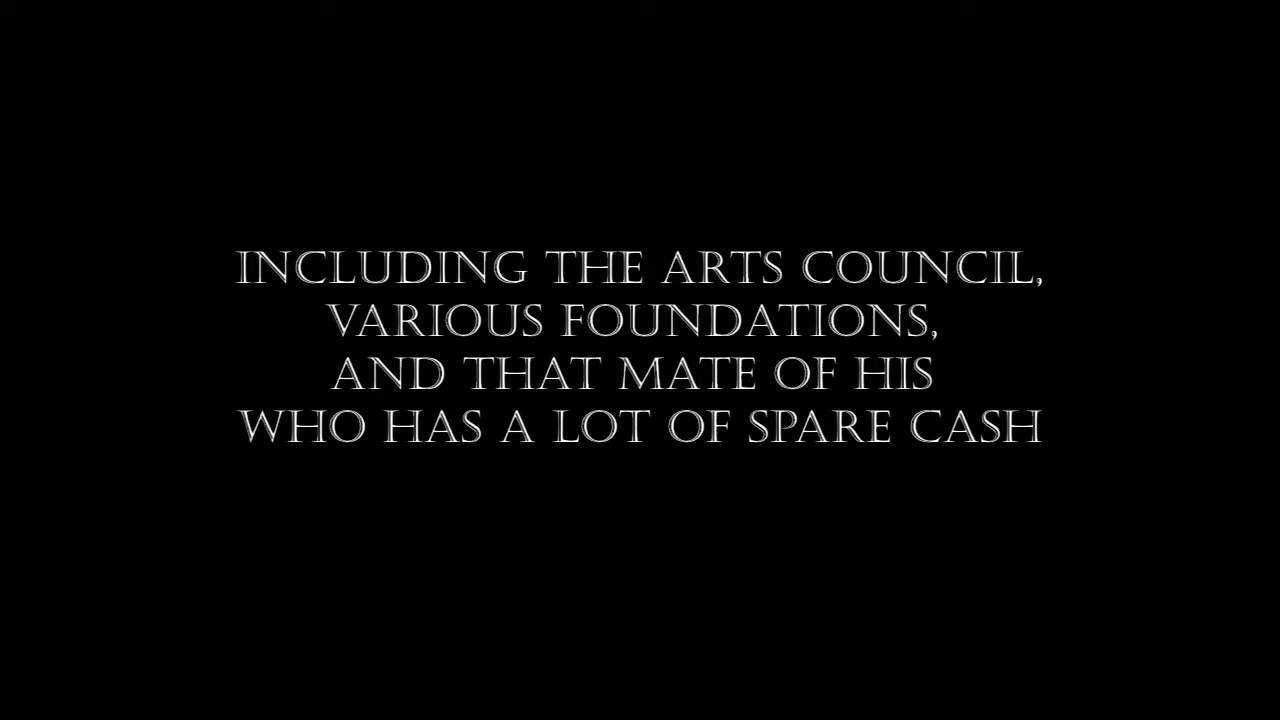 INCLUDING THE ARTS COUNCIL,
VARIOUS FOUNDATIONS,
AND THAT MATE OF HIS
WHO HAS A LOT OF SPARE CASH